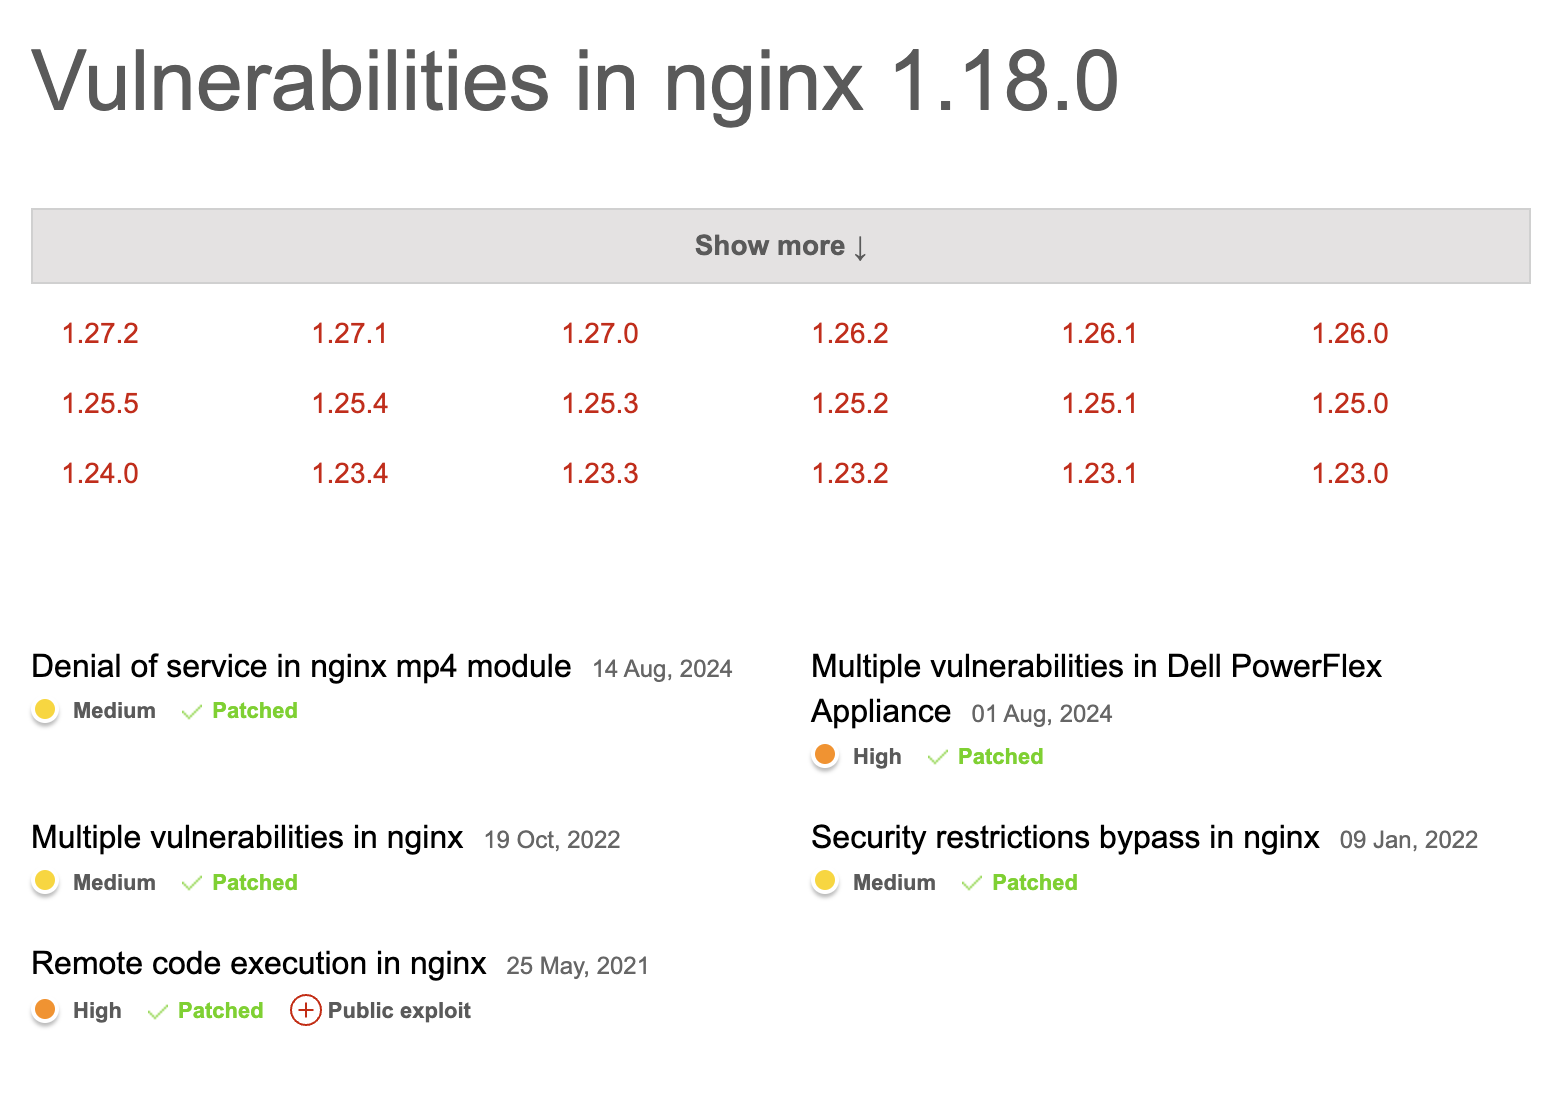 Vulnerabilities in nginx 1.18.0
Show more ↓
1.27.2 1.27.1 1.27.0 1.26.2 1.26.1 1.26.0
1.25.5 1.25.4 1.25.3 1.25.2 1.25.1 1.25.0
1.24.0 1.23.4 1.23.3 1.23.2 1.23.1 1.23.0
Denial of service in nginx mp4 module 14 Aug, 2024
Medium Patched
Multiple vulnerabilities in Dell PowerFlex
Appliance 01 Aug, 2024
High Patched
Multiple vulnerabilities in nginx 19 Oct, 2022
Medium Patched
Security restrictions bypass in nginx 09 Jan, 2022
Medium Patched
Remote code execution in nginx 25 May, 2021
High Patched Public exploit